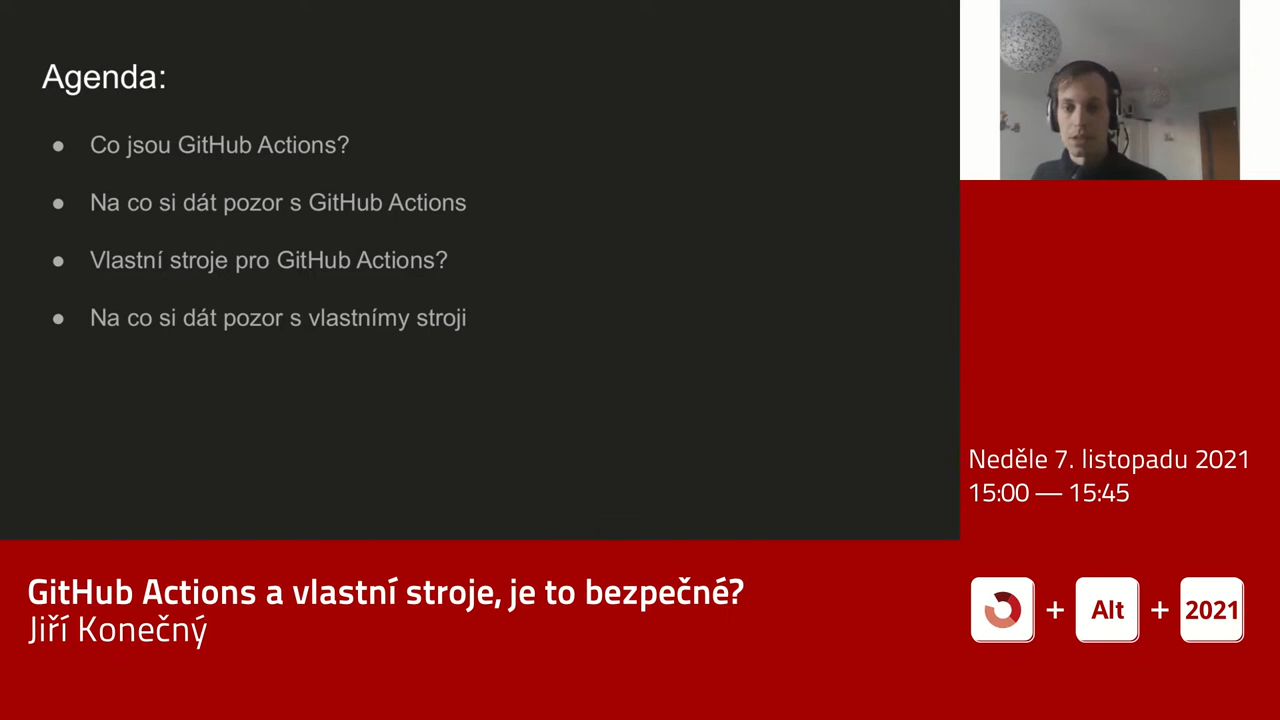 Agenda:
Co jsou GitHub Actions?
Na co si dát pozor s GitHub Actions
Vlastní stroje pro GitHub Actions?
Na co si dát pozor s vlastnímy stroji
Neděle 7. listopadu 2021
15:00 — 15:45
GitHub Actions a vlastní stroje, je to bezpečné?
Jiří Konečný
+ Alt + 2021